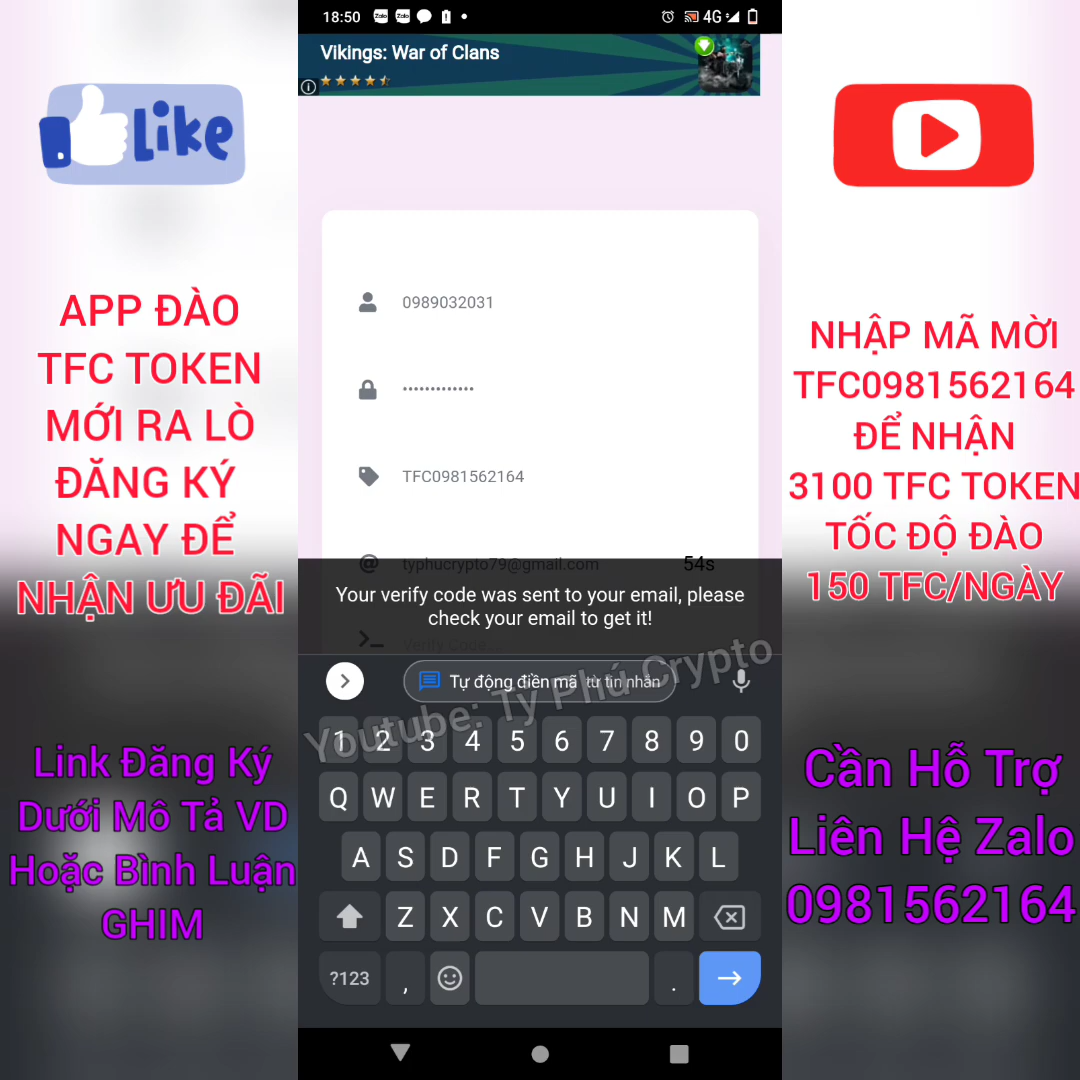 18:50
Zalo
Zalo
4G
Vikings: War of Clans
Like
APP ĐÀO
TFC TOKEN
MỚI RA LÒ
ĐĂNG KÝ
NGAY ĐỂ
NHẬN ƯU ĐÃI
Link Đăng Ký
Dưới Mô Tả VD
Hoặc Bình Luận
GHIM
0989032031
•••••••••••••
TFC0981562164
typhucrypto79@gmail.com
54s
Your verify code was sent to your email, please
check your email to get it!
Verify Code...
Tự động điền mã từ tin nhắn
Youtube: Tỷ Phú Crypto
1 2 3 4 5 6 7 8 9 0
Q W E R T Y U I O P
A S D F G H J K L
Z X C V B N M
?123 , .
NHẬP MÃ MỜI
TFC0981562164
ĐỂ NHẬN
3100 TFC TOKEN
TỐC ĐỘ ĐÀO
150 TFC/NGÀY
Cần Hỗ Trợ
Liên Hệ Zalo
0981562164